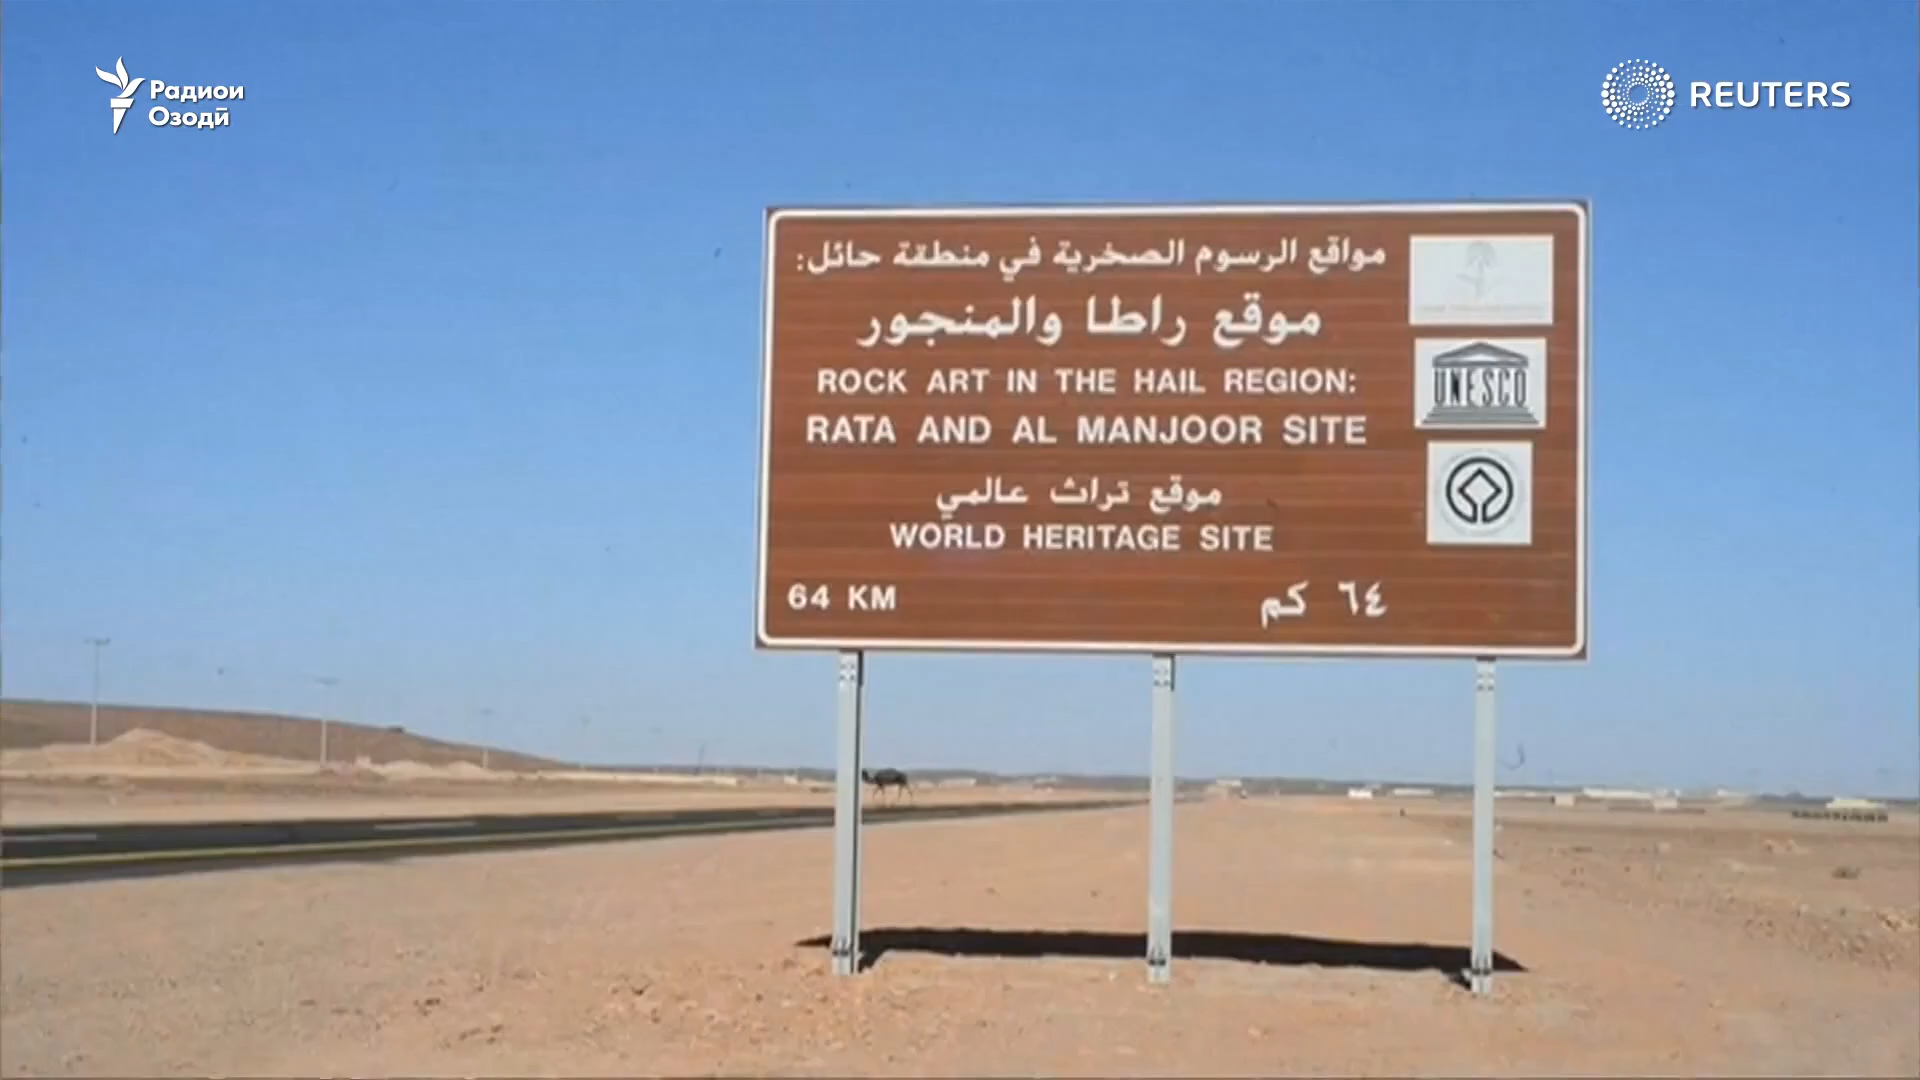 Радиои
Озодӣ
REUTERS
مواقع الرسوم الصخرية في منطقة حائل:
موقع راطا والمنجور
ROCK ART IN THE HAIL REGION:
RATA AND AL MANJOOR SITE
UNESCO
موقع تراث عالمي
WORLD HERITAGE SITE
64 KM
٦٤ كم